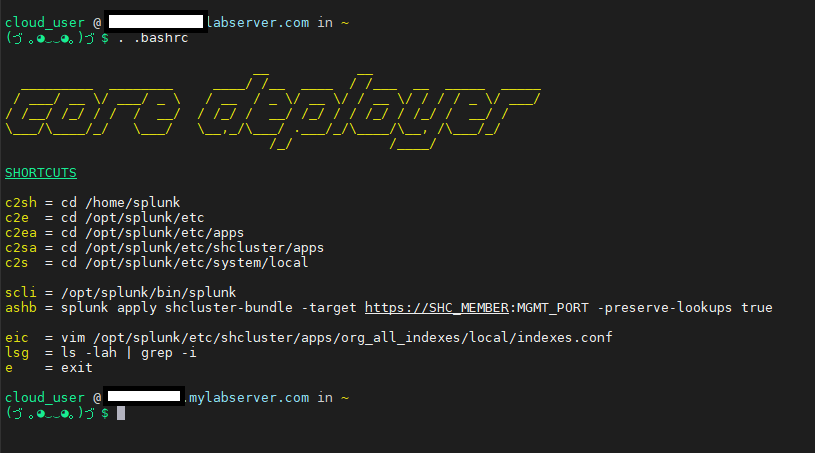 cloud_user @ labserver.com in ~
(づ｡◕‿‿◕｡)づ $ . .bashrc
core deployer
SHORTCUTS
c2sh = cd /home/splunk
c2e  = cd /opt/splunk/etc
c2ea = cd /opt/splunk/etc/apps
c2sa = cd /opt/splunk/etc/shcluster/apps
c2s  = cd /opt/splunk/etc/system/local
scli = /opt/splunk/bin/splunk
ashb = splunk apply shcluster-bundle -target https://SHC_MEMBER:MGMT_PORT -preserve-lookups true
eic  = vim /opt/splunk/etc/shcluster/apps/org_all_indexes/local/indexes.conf
lsg  = ls -lah | grep -i
e    = exit
cloud_user @ .mylabserver.com in ~
(づ｡◕‿‿◕｡)づ $